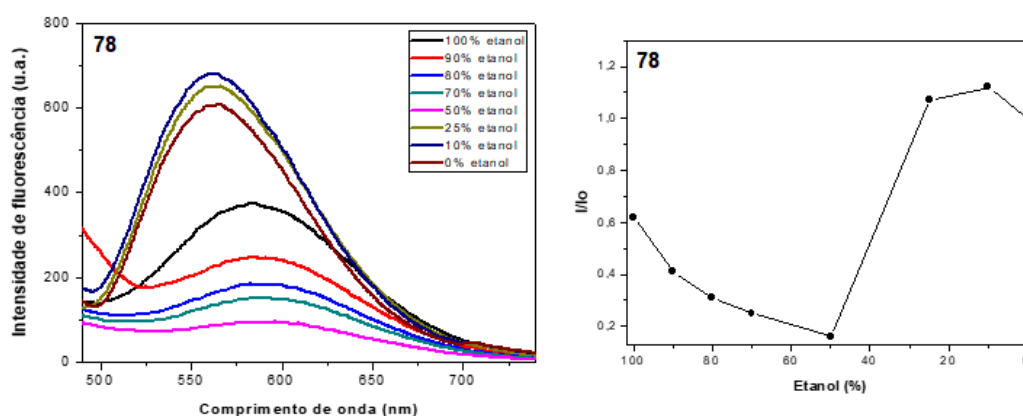 78
Intensidade de fluorescência (u.a.)
800
600
400
200
0
100% etanol
90% etanol
80% etanol
70% etanol
50% etanol
25% etanol
10% etanol
0% etanol
500 550 600 650 700
Comprimento de onda (nm)
78
I/Io
1,2
1,0
0,8
0,6
0,4
0,2
100 80 60 40 20
Etanol (%)